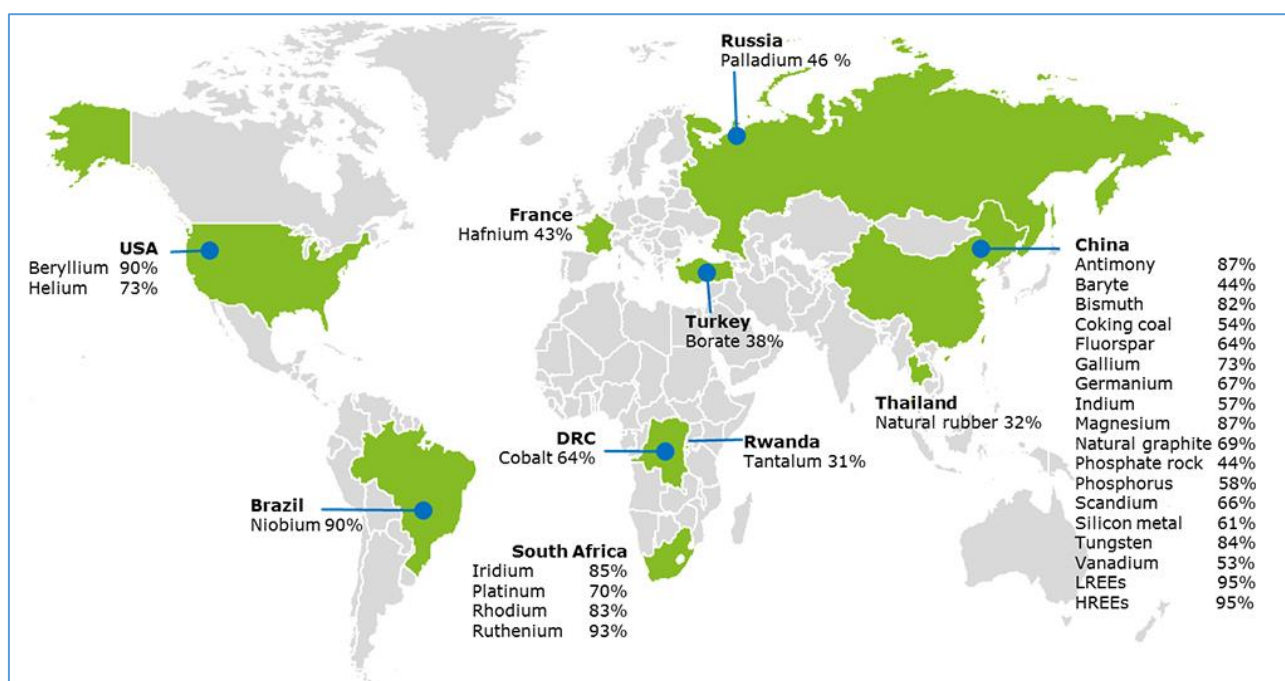 Russia
Palladium 46 %
France
Hafnium 43%
USA
Beryllium 90%
Helium 73%
China
Antimony 87%
Baryte 44%
Bismuth 82%
Coking coal 54%
Fluorspar 64%
Gallium 73%
Germanium 67%
Indium 57%
Magnesium 87%
Natural graphite 69%
Phosphate rock 44%
Phosphorus 58%
Scandium 66%
Silicon metal 61%
Tungsten 84%
Vanadium 53%
LREEs 95%
HREEs 95%
Turkey
Borate 38%
Thailand
Natural rubber 32%
DRC
Cobalt 64%
Rwanda
Tantalum 31%
Brazil
Niobium 90%
South Africa
Iridium 85%
Platinum 70%
Rhodium 83%
Ruthenium 93%